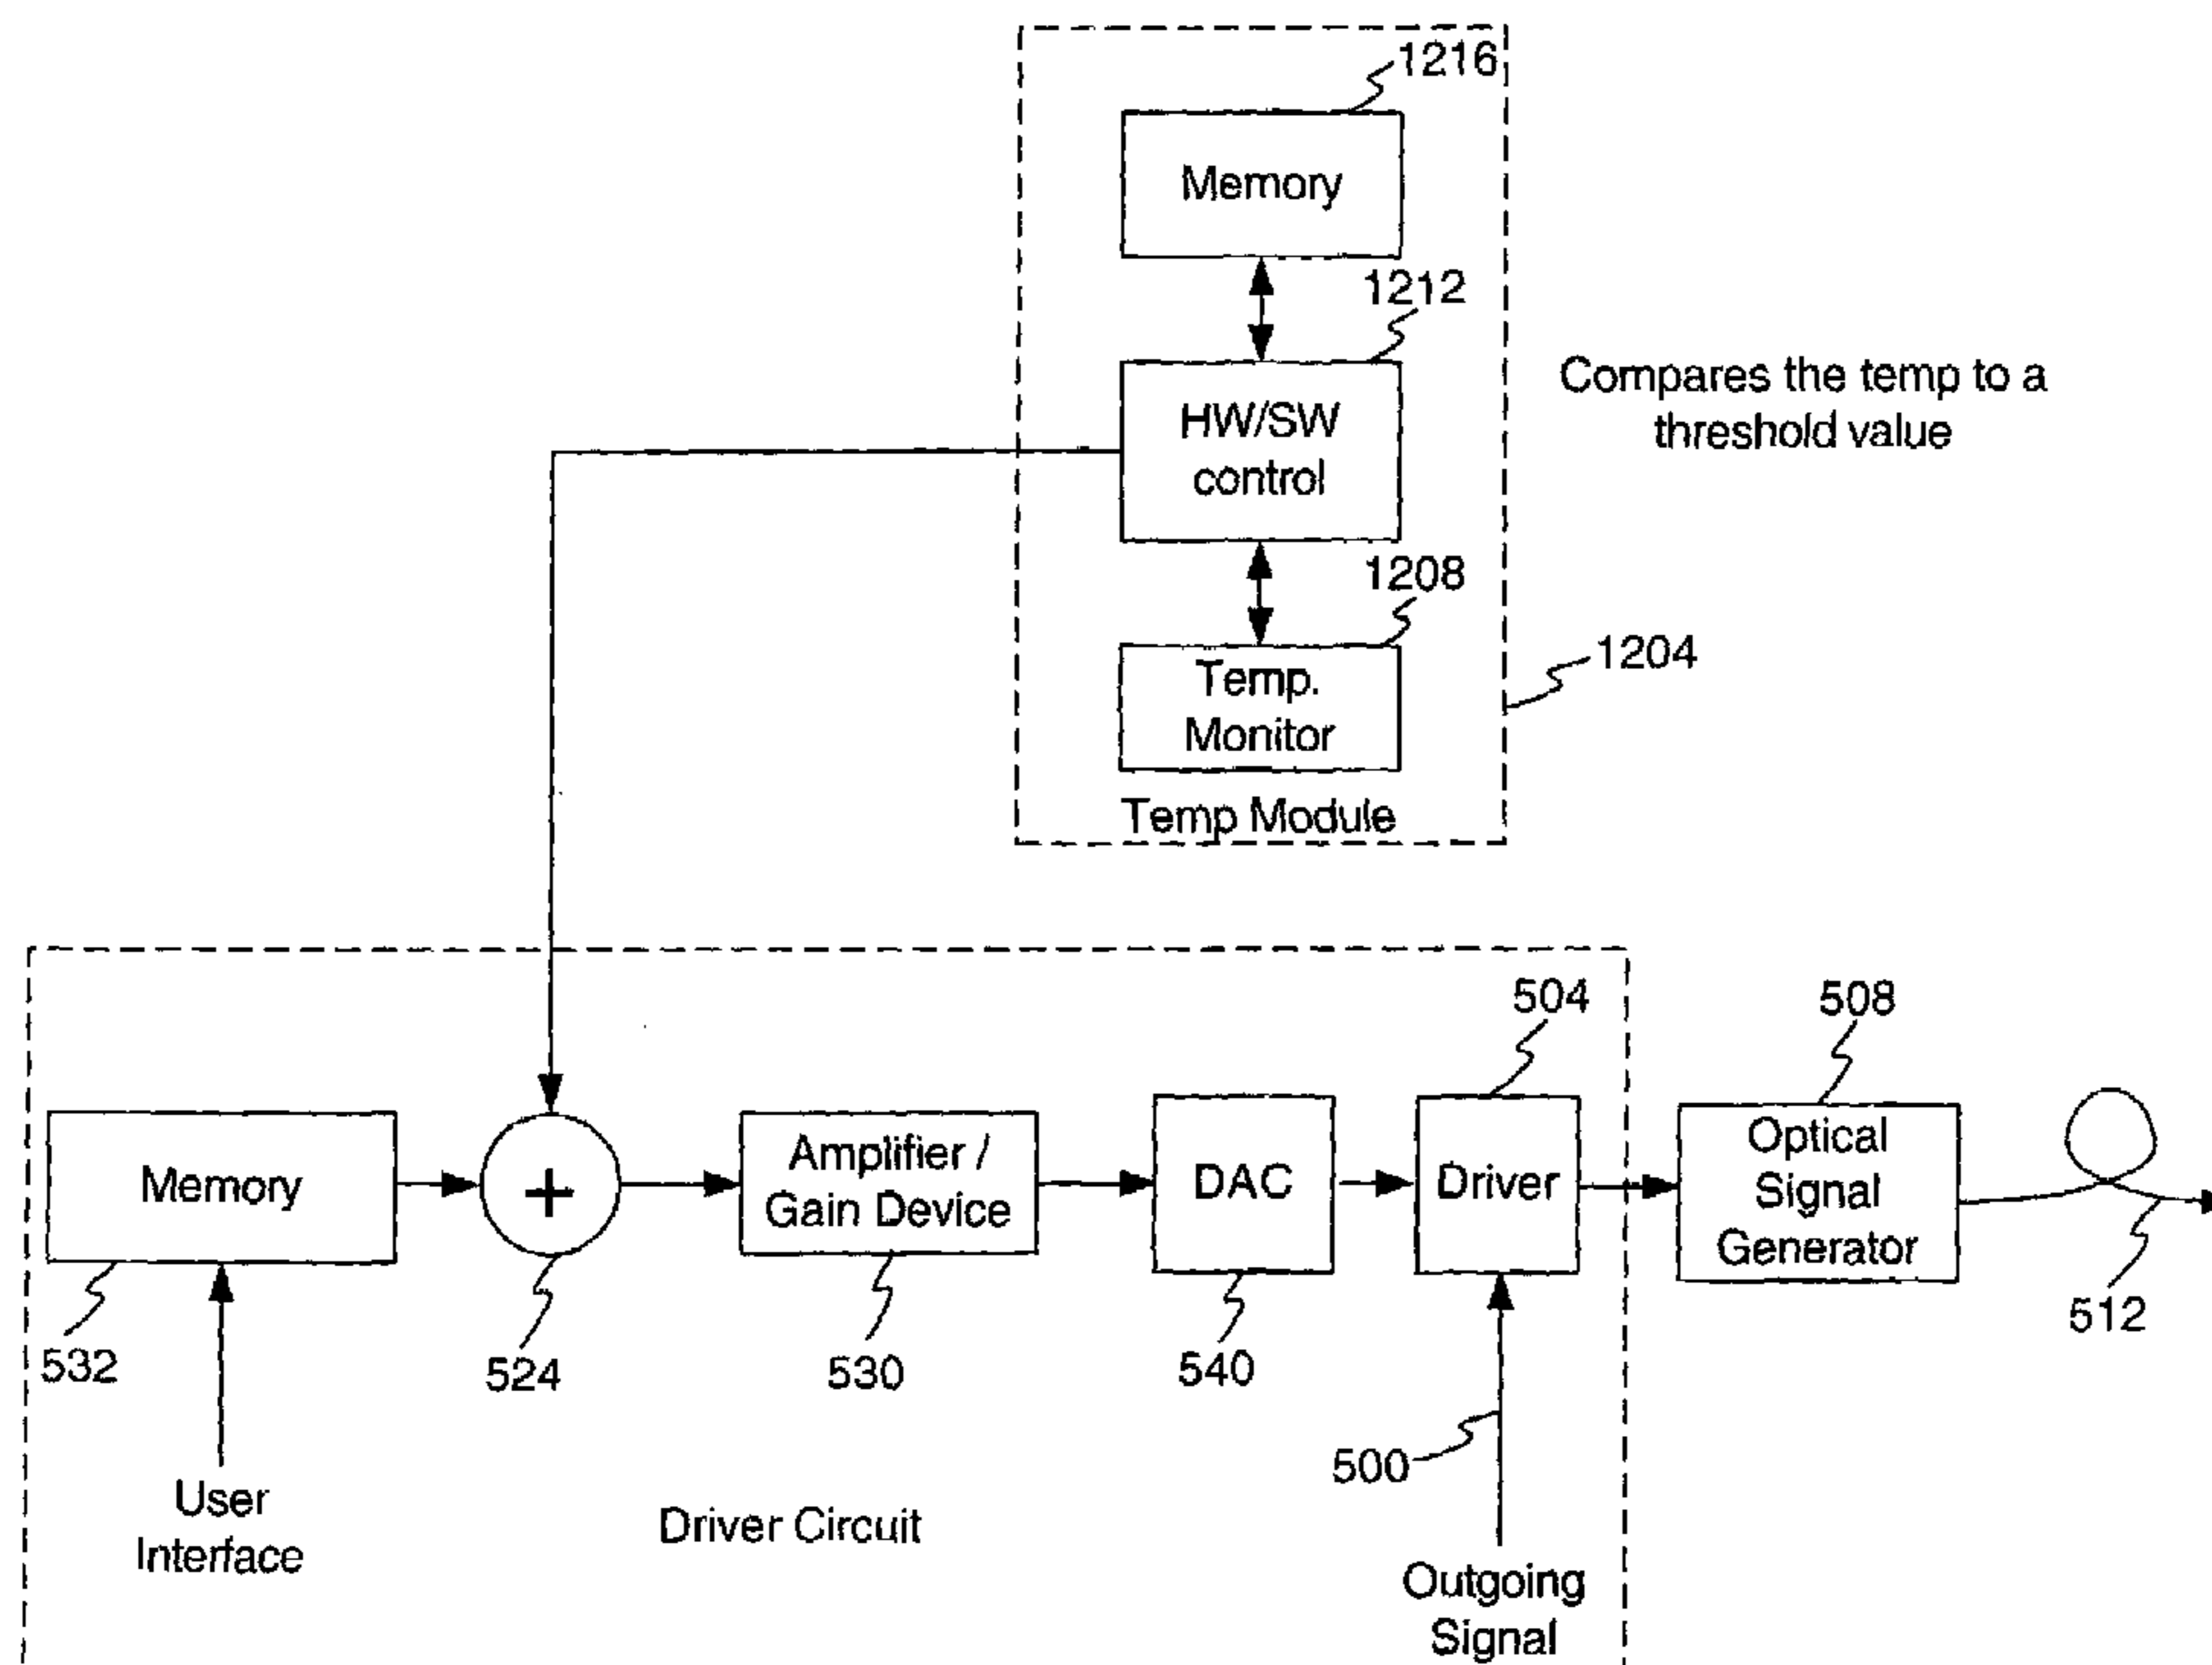 1216
Memory
1212
HW/SW
control
Compares the temp to a
threshold value
1208
Temp.
Monitor
1204
Temp Module
504
508
Memory
+
Amplifier /
Gain Device
DAC
Driver
Optical
Signal
Generator
532
524
530
540
512
500
User
Interface
Driver Circuit
Outgoing
Signal